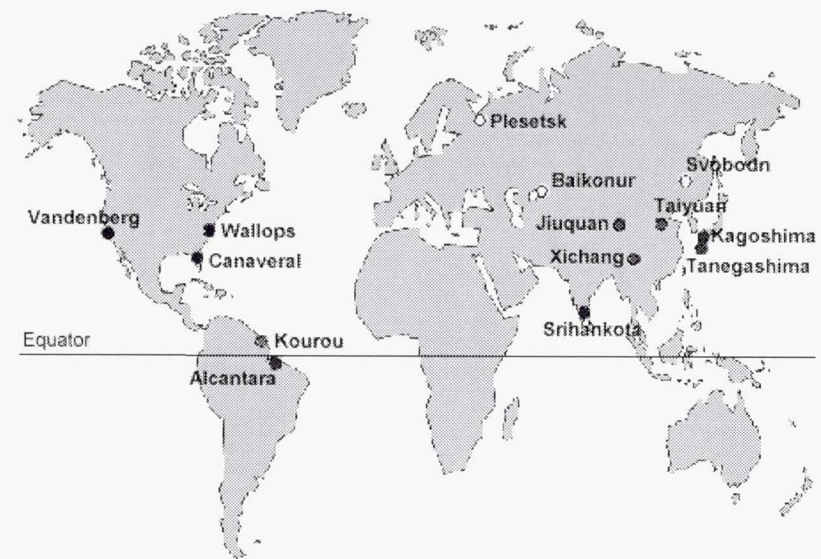 Plesetsk
Svobodn
Baikonur
Taiyuan
Vandenberg
Wallops
Jiuquan
Kagoshima
Canaveral
Xichang
Tanegashima
Srihankota
Equator
Kourou
Alcantara